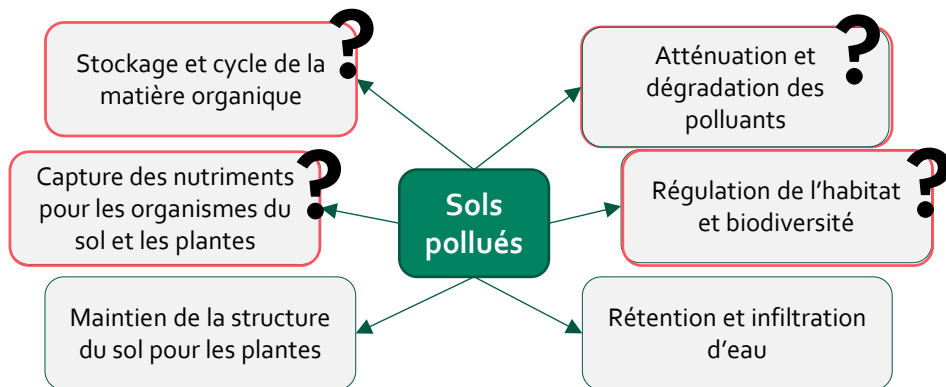 Stockage et cycle de la
matière organique
?
Atténuation et
dégradation des
polluants
?
Capture des nutriments
pour les organismes du
sol et les plantes
?
Sols
pollués
Régulation de l’habitat
et biodiversité
?
Maintien de la structure
du sol pour les plantes
Rétention et infiltration
d’eau